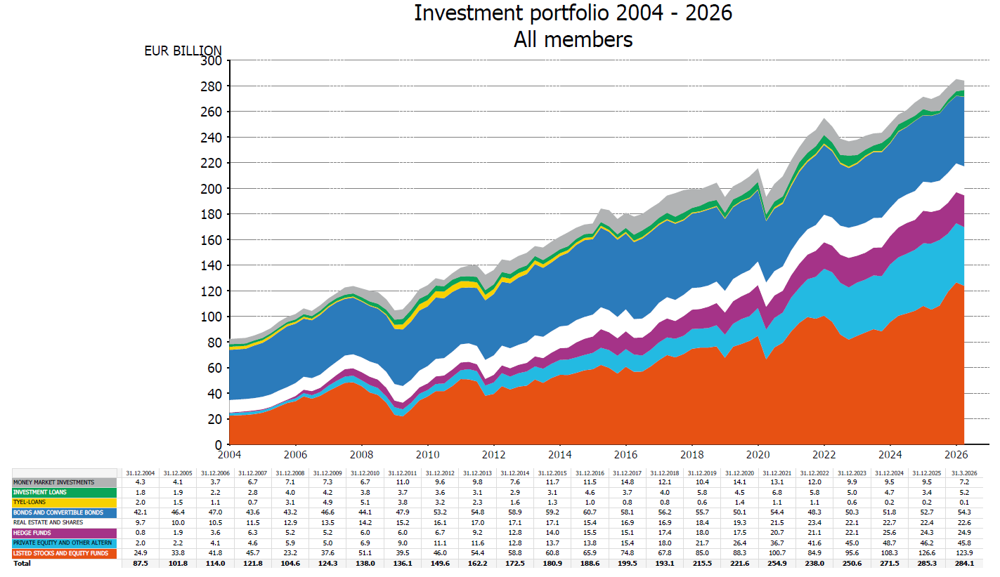 Investment portfolio 2004 - 2026
All members
EUR BILLION
300
280
260
240
220
200
180
160
140
120
100
80
60
40
20
0
2004 2006 2008 2010 2012 2014 2016 2018 2020 2022 2024 2026
31.12.2004 31.12.2005 31.12.2006 31.12.2007 31.12.2008 31.12.2009 31.12.2010 31.12.2011 31.12.2012 31.12.2013 31.12.2014 31.12.2015 31.12.2016 31.12.2017 31.12.2018 31.12.2019 31.12.2020 31.12.2021 31.12.2022 31.12.2023 31.12.2024 31.12.2025 31.3.2026
MONEY MARKET INVESTMENTS 4.3 4.1 3.7 6.7 7.1 7.3 6.7 11.0 9.6 9.8 7.6 11.7 11.5 14.8 12.1 10.4 14.1 13.1 12.0 9.9 9.5 9.5 7.2
INVESTMENT LOANS 1.8 1.9 2.2 2.8 4.0 4.2 3.8 3.7 3.6 3.1 2.9 3.1 4.6 3.7 4.0 5.8 4.5 6.8 5.8 5.0 4.7 3.4 5.2
TYEL-LOANS 2.0 1.5 1.1 0.7 3.1 4.9 5.1 3.8 3.2 2.3 1.6 1.3 1.0 0.8 0.8 0.6 1.4 1.1 1.1 0.6 0.2 0.2 0.1
BONDS AND CONVERTIBLE BONDS 42.1 46.4 47.0 43.6 43.2 46.6 44.1 47.9 53.2 54.8 58.9 59.2 60.7 58.1 56.2 55.7 50.1 54.4 48.3 50.3 51.8 52.7 54.3
REAL ESTATE AND SHARES 9.7 10.0 10.5 11.5 12.9 13.5 14.2 15.2 16.1 17.0 17.1 17.1 15.4 16.9 16.9 18.4 19.3 21.5 23.4 22.1 22.7 22.4 22.6
HEDGE FUNDS 0.8 1.9 3.6 6.3 5.2 5.2 6.0 6.0 6.7 9.2 12.8 14.0 15.5 15.1 17.4 18.0 17.5 20.7 21.1 22.1 25.6 24.3 24.9
PRIVATE EQUITY AND OTHER ALTERN 2.0 2.2 4.1 4.6 5.9 5.0 6.9 9.0 11.1 11.6 12.8 13.7 13.8 15.4 18.0 21.7 26.4 36.7 41.6 45.0 48.7 46.2 45.8
LISTED STOCKS AND EQUITY FUNDS 24.9 33.8 41.8 45.7 23.2 37.6 51.1 39.5 46.0 54.4 58.8 60.8 65.9 74.8 67.8 85.0 88.3 100.7 84.9 95.6 108.3 126.6 123.9
Total 87.5 101.8 114.0 121.8 104.6 124.3 138.0 136.1 149.6 162.2 172.5 180.9 188.6 199.5 193.1 215.5 221.6 254.9 238.0 250.6 271.5 285.3 284.1